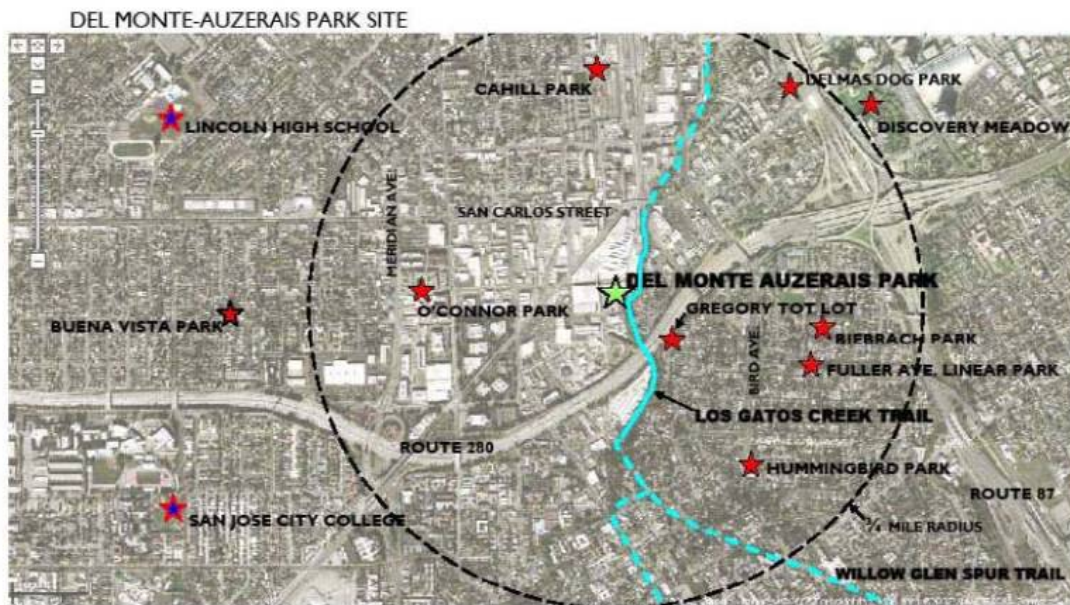 DEL MONTE-AUZERAIS PARK SITE
CAHILL PARK
DELMAS DOG PARK
DISCOVERY MEADOW
LINCOLN HIGH SCHOOL
MERIDIAN AVE.
SAN CARLOS STREET
DEL MONTE AUZERAIS PARK
O'CONNOR PARK
GREGORY TOT LOT
BUENA VISTA PARK
BIRD AVE.
BIEBRACH PARK
FULLER AVE. LINEAR PARK
LOS GATOS CREEK TRAIL
ROUTE 280
HUMMINGBIRD PARK
ROUTE 87
SAN JOSE CITY COLLEGE
¾ MILE RADIUS
WILLOW GLEN SPUR TRAIL